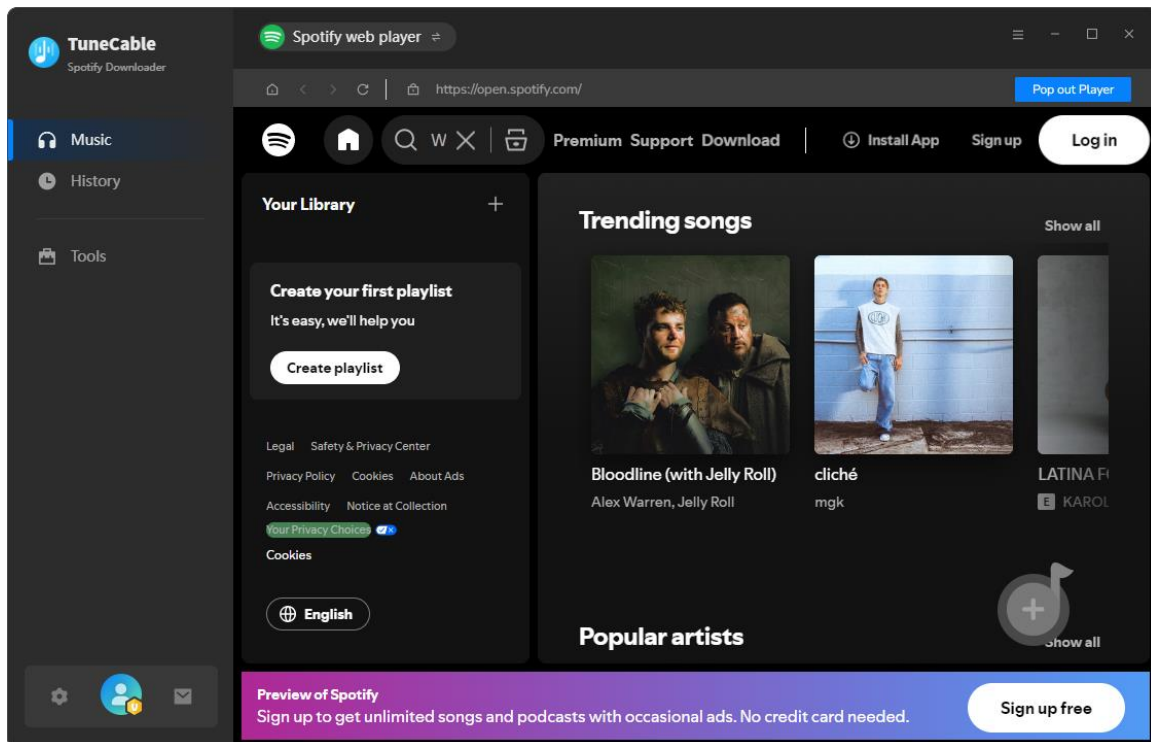 TuneCable
Spotify Downloader
Music
History
Tools
Spotify web player
https://open.spotify.com/
Pop out Player
W
Premium Support Download
Install App
Sign up
Log in
Your Library
Create your first playlist
It's easy, we'll help you
Create playlist
Legal Safety & Privacy Center
Privacy Policy Cookies About Ads
Accessibility Notice at Collection
Your Privacy Choices
Cookies
English
Trending songs
Show all
Bloodline (with Jelly Roll)
Alex Warren, Jelly Roll
cliché
mgk
LATINA
E KAROL
Popular artists
Show all
Preview of Spotify
Sign up to get unlimited songs and podcasts with occasional ads. No credit card needed.
Sign up free